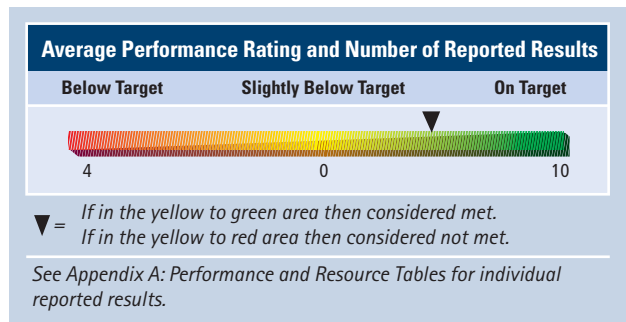 Average Performance Rating and Number of Reported Results
Below Target Slightly Below Target On Target
4 0 10
= If in the yellow to green area then considered met.
If in the yellow to red area then considered not met.
See Appendix A: Performance and Resource Tables for individual
reported results.